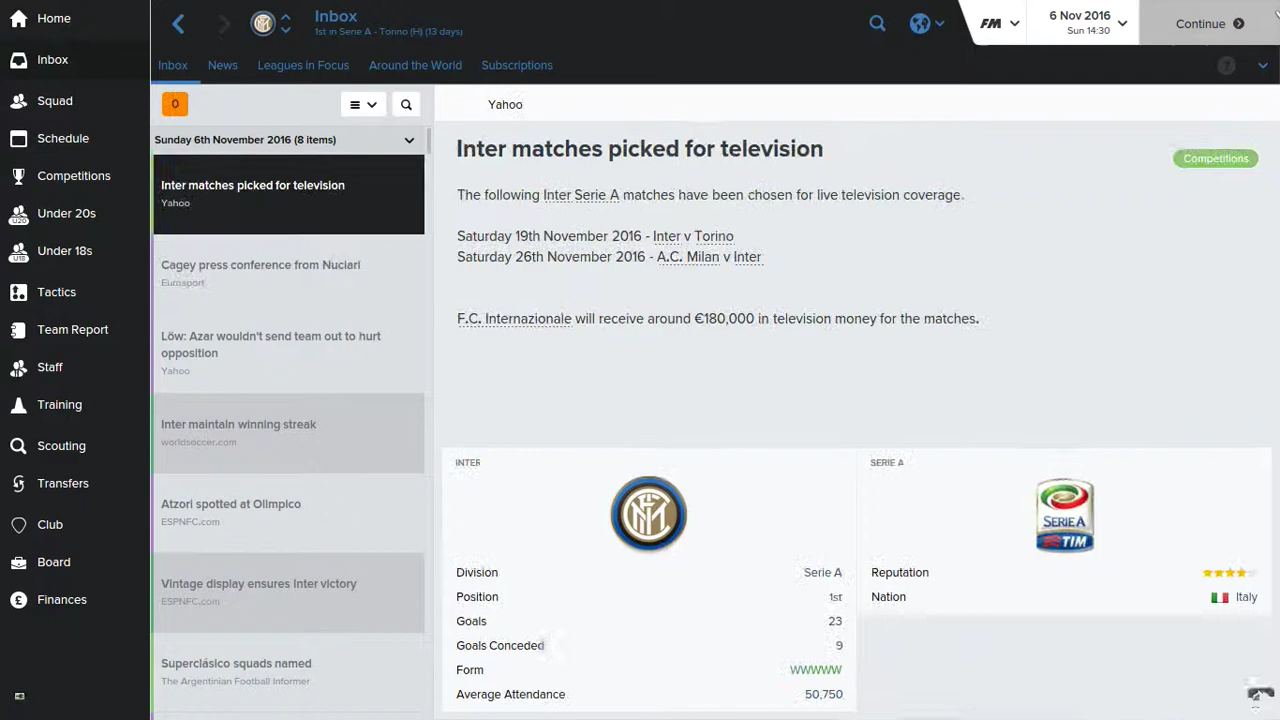 Home
Inbox
Squad
Schedule
Competitions
Under 20s
Under 18s
Tactics
Team Report
Staff
Training
Scouting
Transfers
Club
Board
Finances
Inbox
1st in Serie A - Torino (H) (13 days)
FM
6 Nov 2016
Sun 14:30
Continue
Inbox News Leagues in Focus Around the World Subscriptions
?
0
Sunday 6th November 2016 (8 items)
Inter matches picked for television
Yahoo
Cagey press conference from Nuciari
Eurosport
Löw: Azar wouldn't send team out to hurt
opposition
Yahoo
Inter maintain winning streak
worldsoccer.com
Atzori spotted at Olimpico
ESPNFC.com
Vintage display ensures Inter victory
ESPNFC.com
Superclásico squads named
The Argentinian Football Informer
Yahoo
Inter matches picked for television
Competitions
The following Inter Serie A matches have been chosen for live television coverage.
Saturday 19th November 2016 - Inter v Torino
Saturday 26th November 2016 - A.C. Milan v Inter
F.C. Internazionale will receive around €180,000 in television money for the matches.
INTER
Division Serie A
Position 1st
Goals 23
Goals Conceded 9
Form WWWWW
Average Attendance 50,750
SERIE A
SERIE A
TIM
Reputation
Nation Italy